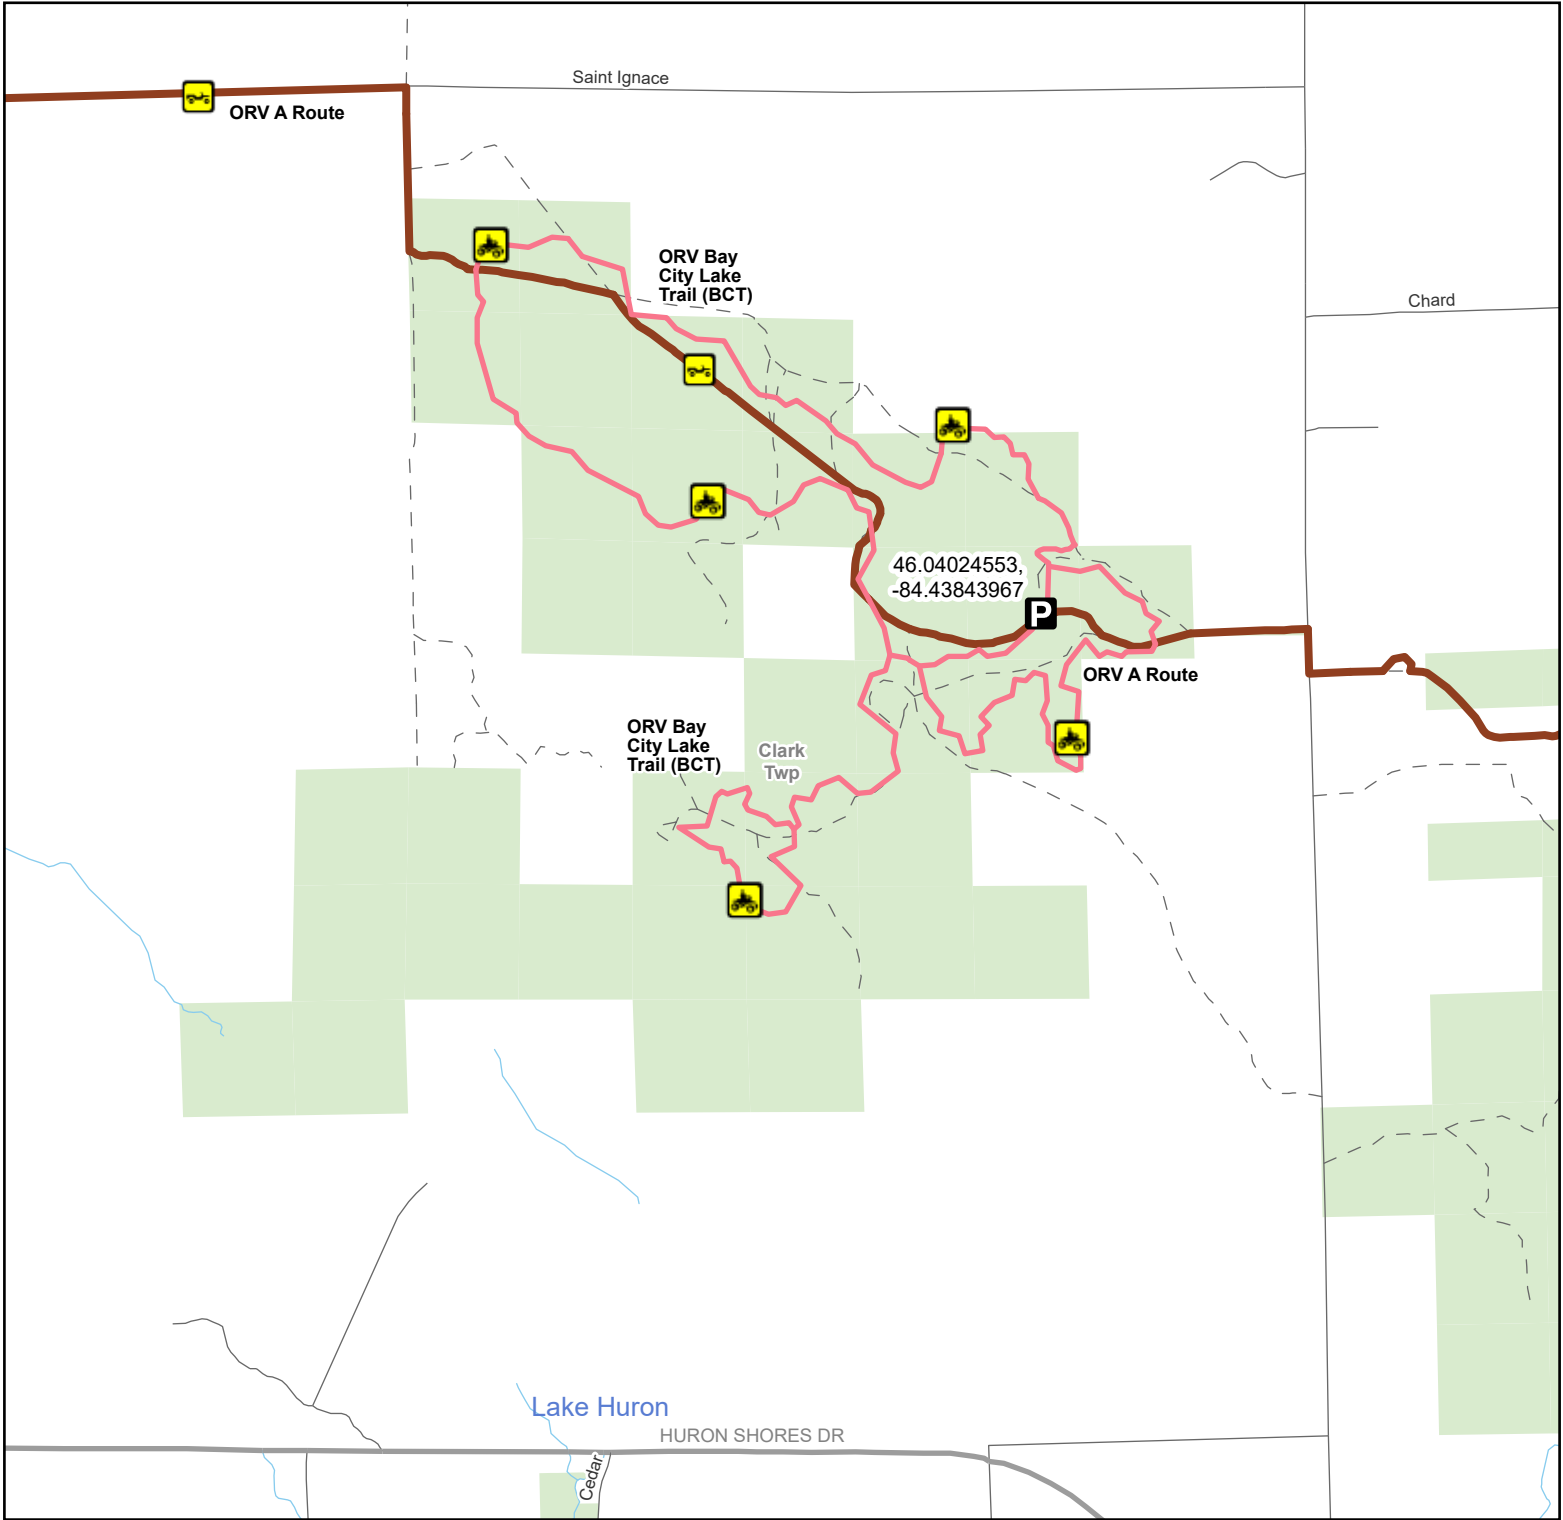 Saint Ignace
ORV A Route
ORV Bay
City Lake
Trail (BCT)
Chard
46.04024553,
-84.43843967
P
ORV A Route
ORV Bay
City Lake
Trail (BCT)
Clark
Twp
Lake Huron
HURON SHORES DR
Cedar